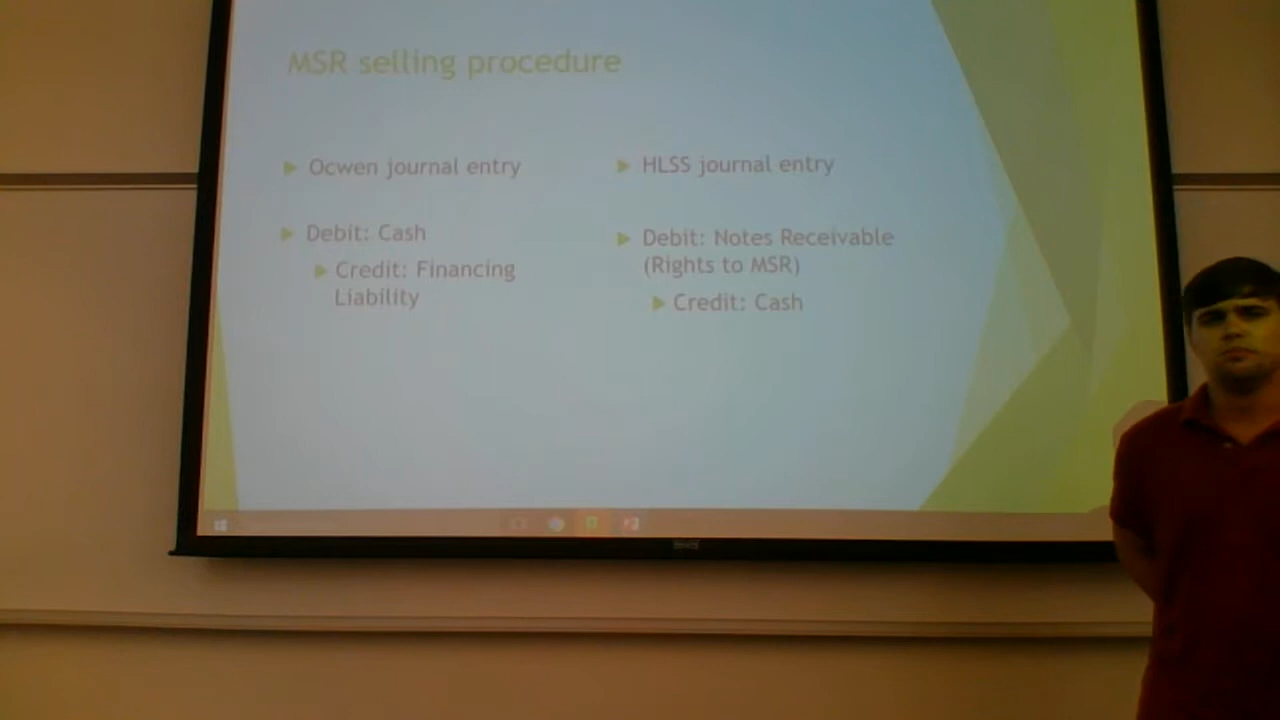 MSR selling procedure
Ocwen journal entry
Debit: Cash
Credit: Financing
Liability
HLSS journal entry
Debit: Notes Receivable
(Rights to MSR)
Credit: Cash